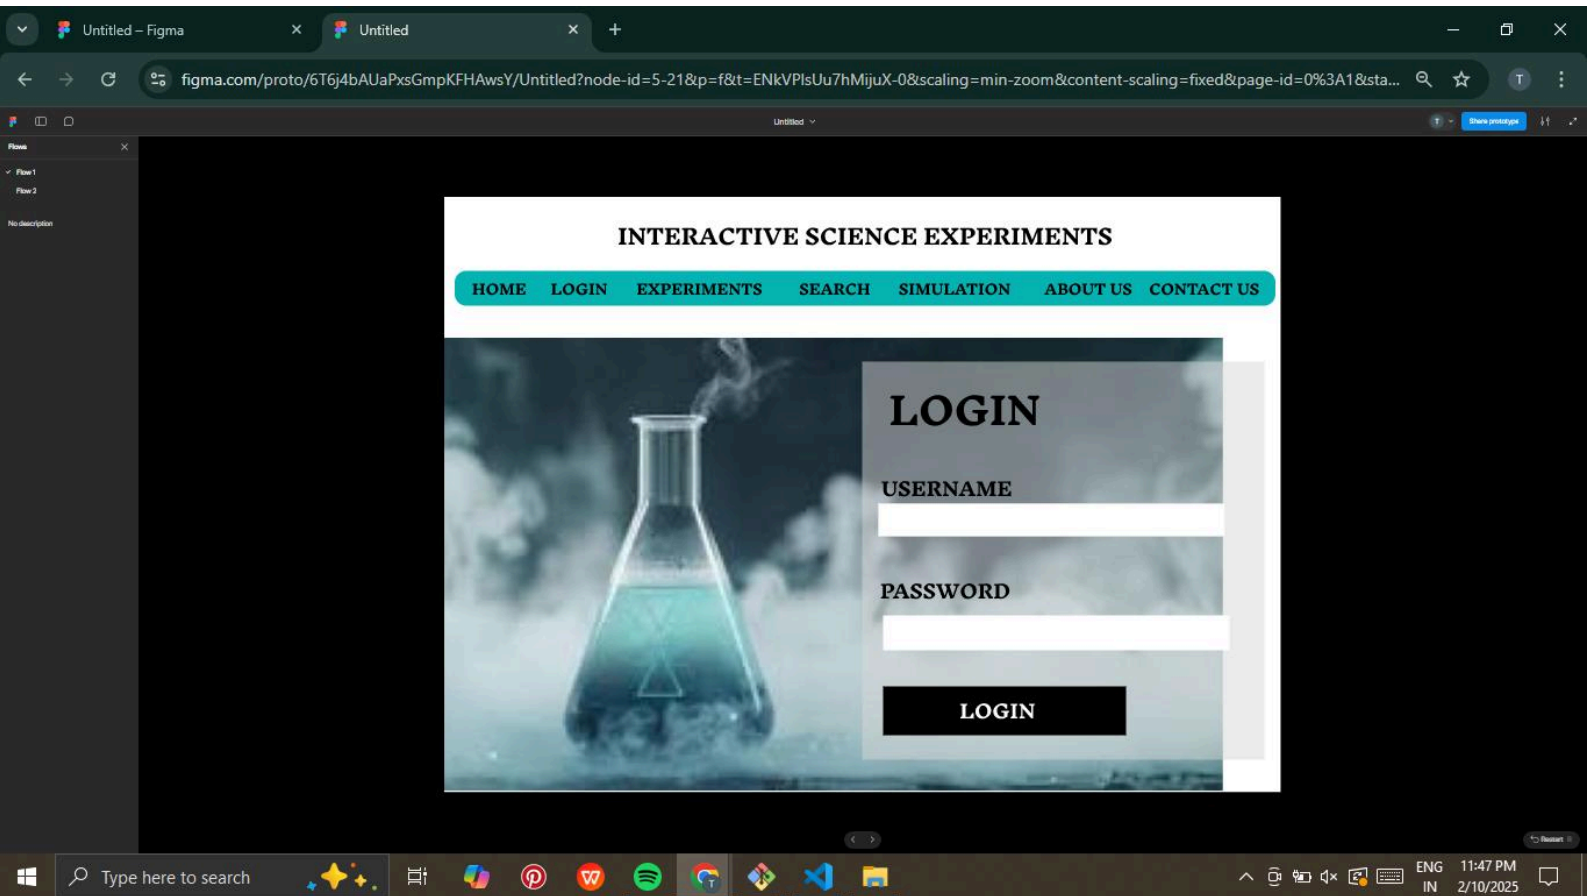 Untitled – Figma
Untitled
figma.com/proto/6T6j4bAUaPxsGmpKFHAwsY/Untitled?node-id=5-21&p=f&t=ENkVPlsUu7hMijuX-0&scaling=min-zoom&content-scaling=fixed&page-id=0%3A1&sta...
T
Untitled
T
Share prototype
Flows
Flow 1
Flow 2
No description
INTERACTIVE SCIENCE EXPERIMENTS
HOME LOGIN EXPERIMENTS SEARCH SIMULATION ABOUT US CONTACT US
LOGIN
USERNAME
PASSWORD
LOGIN
Restart
Type here to search
ENG 11:47 PM
IN 2/10/2025